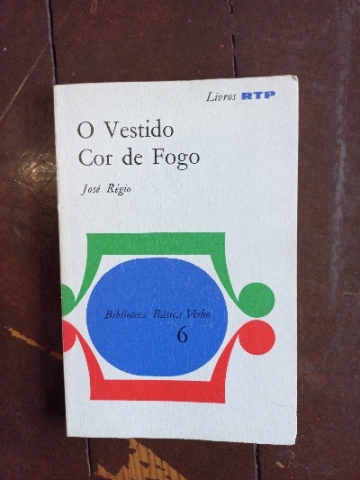 Livros RTP
O Vestido
Cor de Fogo
José Régio
Biblioteca Básica Verbo
6